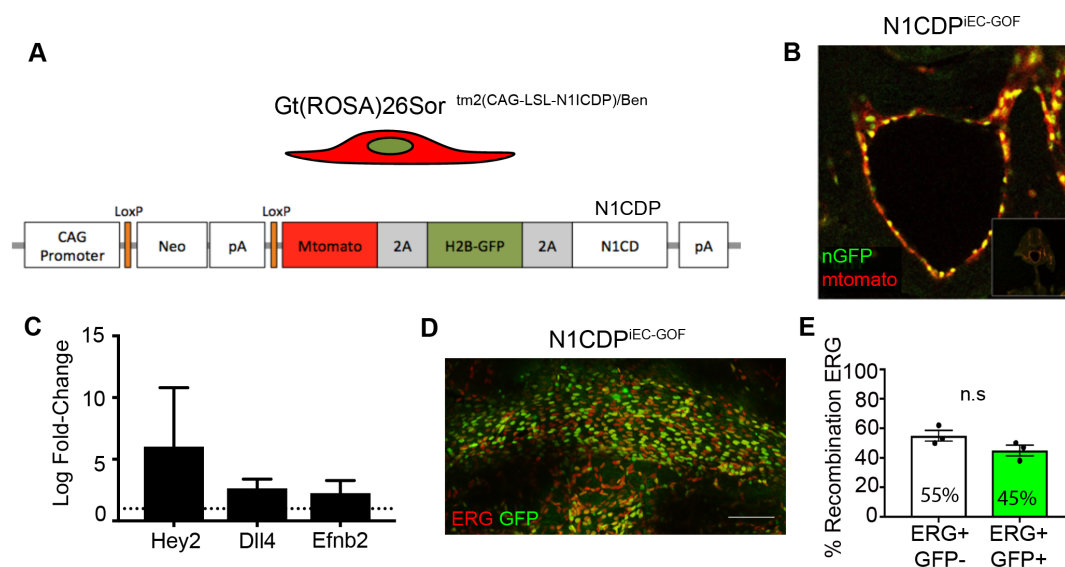 A
Gt(ROSA)26Sor tm2(CAG-LSL-N1ICDP)/Ben
LoxP
LoxP
N1CDP
CAG Promoter
Neo
pA
Mtomato
2A
H2B-GFP
2A
N1CD
pA
B
N1CDPiEC-GOF
nGFP
mtomato
C
Log Fold-Change
15
10
5
0
Hey2
Dll4
Efnb2
D
N1CDPiEC-GOF
ERG GFP
E
% Recombination ERG
100
80
60
40
20
0
n.s
55%
45%
ERG+
GFP-
ERG+
GFP+